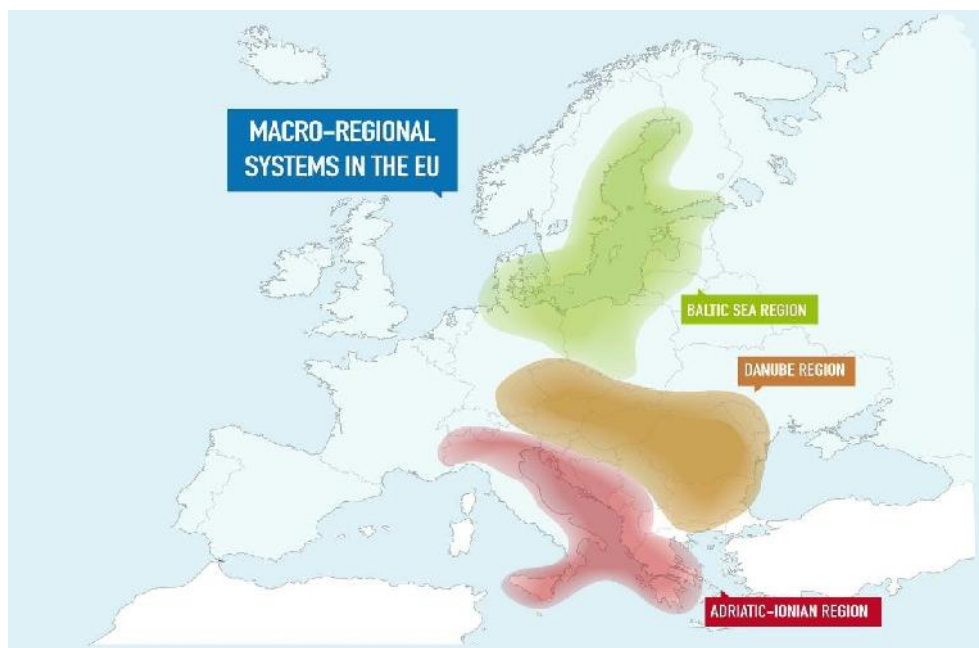 MACRO-REGIONAL
SYSTEMS IN THE EU
BALTIC SEA REGION
DANUBE REGION
ADRIATIC-IONIAN REGION